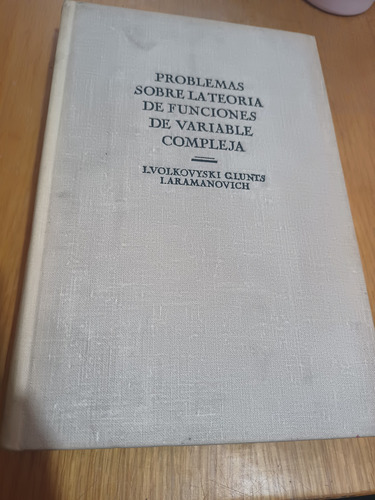 PROBLEMAS
SOBRE LA TEORIA
DE FUNCIONES
DE VARIABLE
COMPLEJA
L.VOLKOVYSKI G.LUNTS
I.ARAMANOVICH